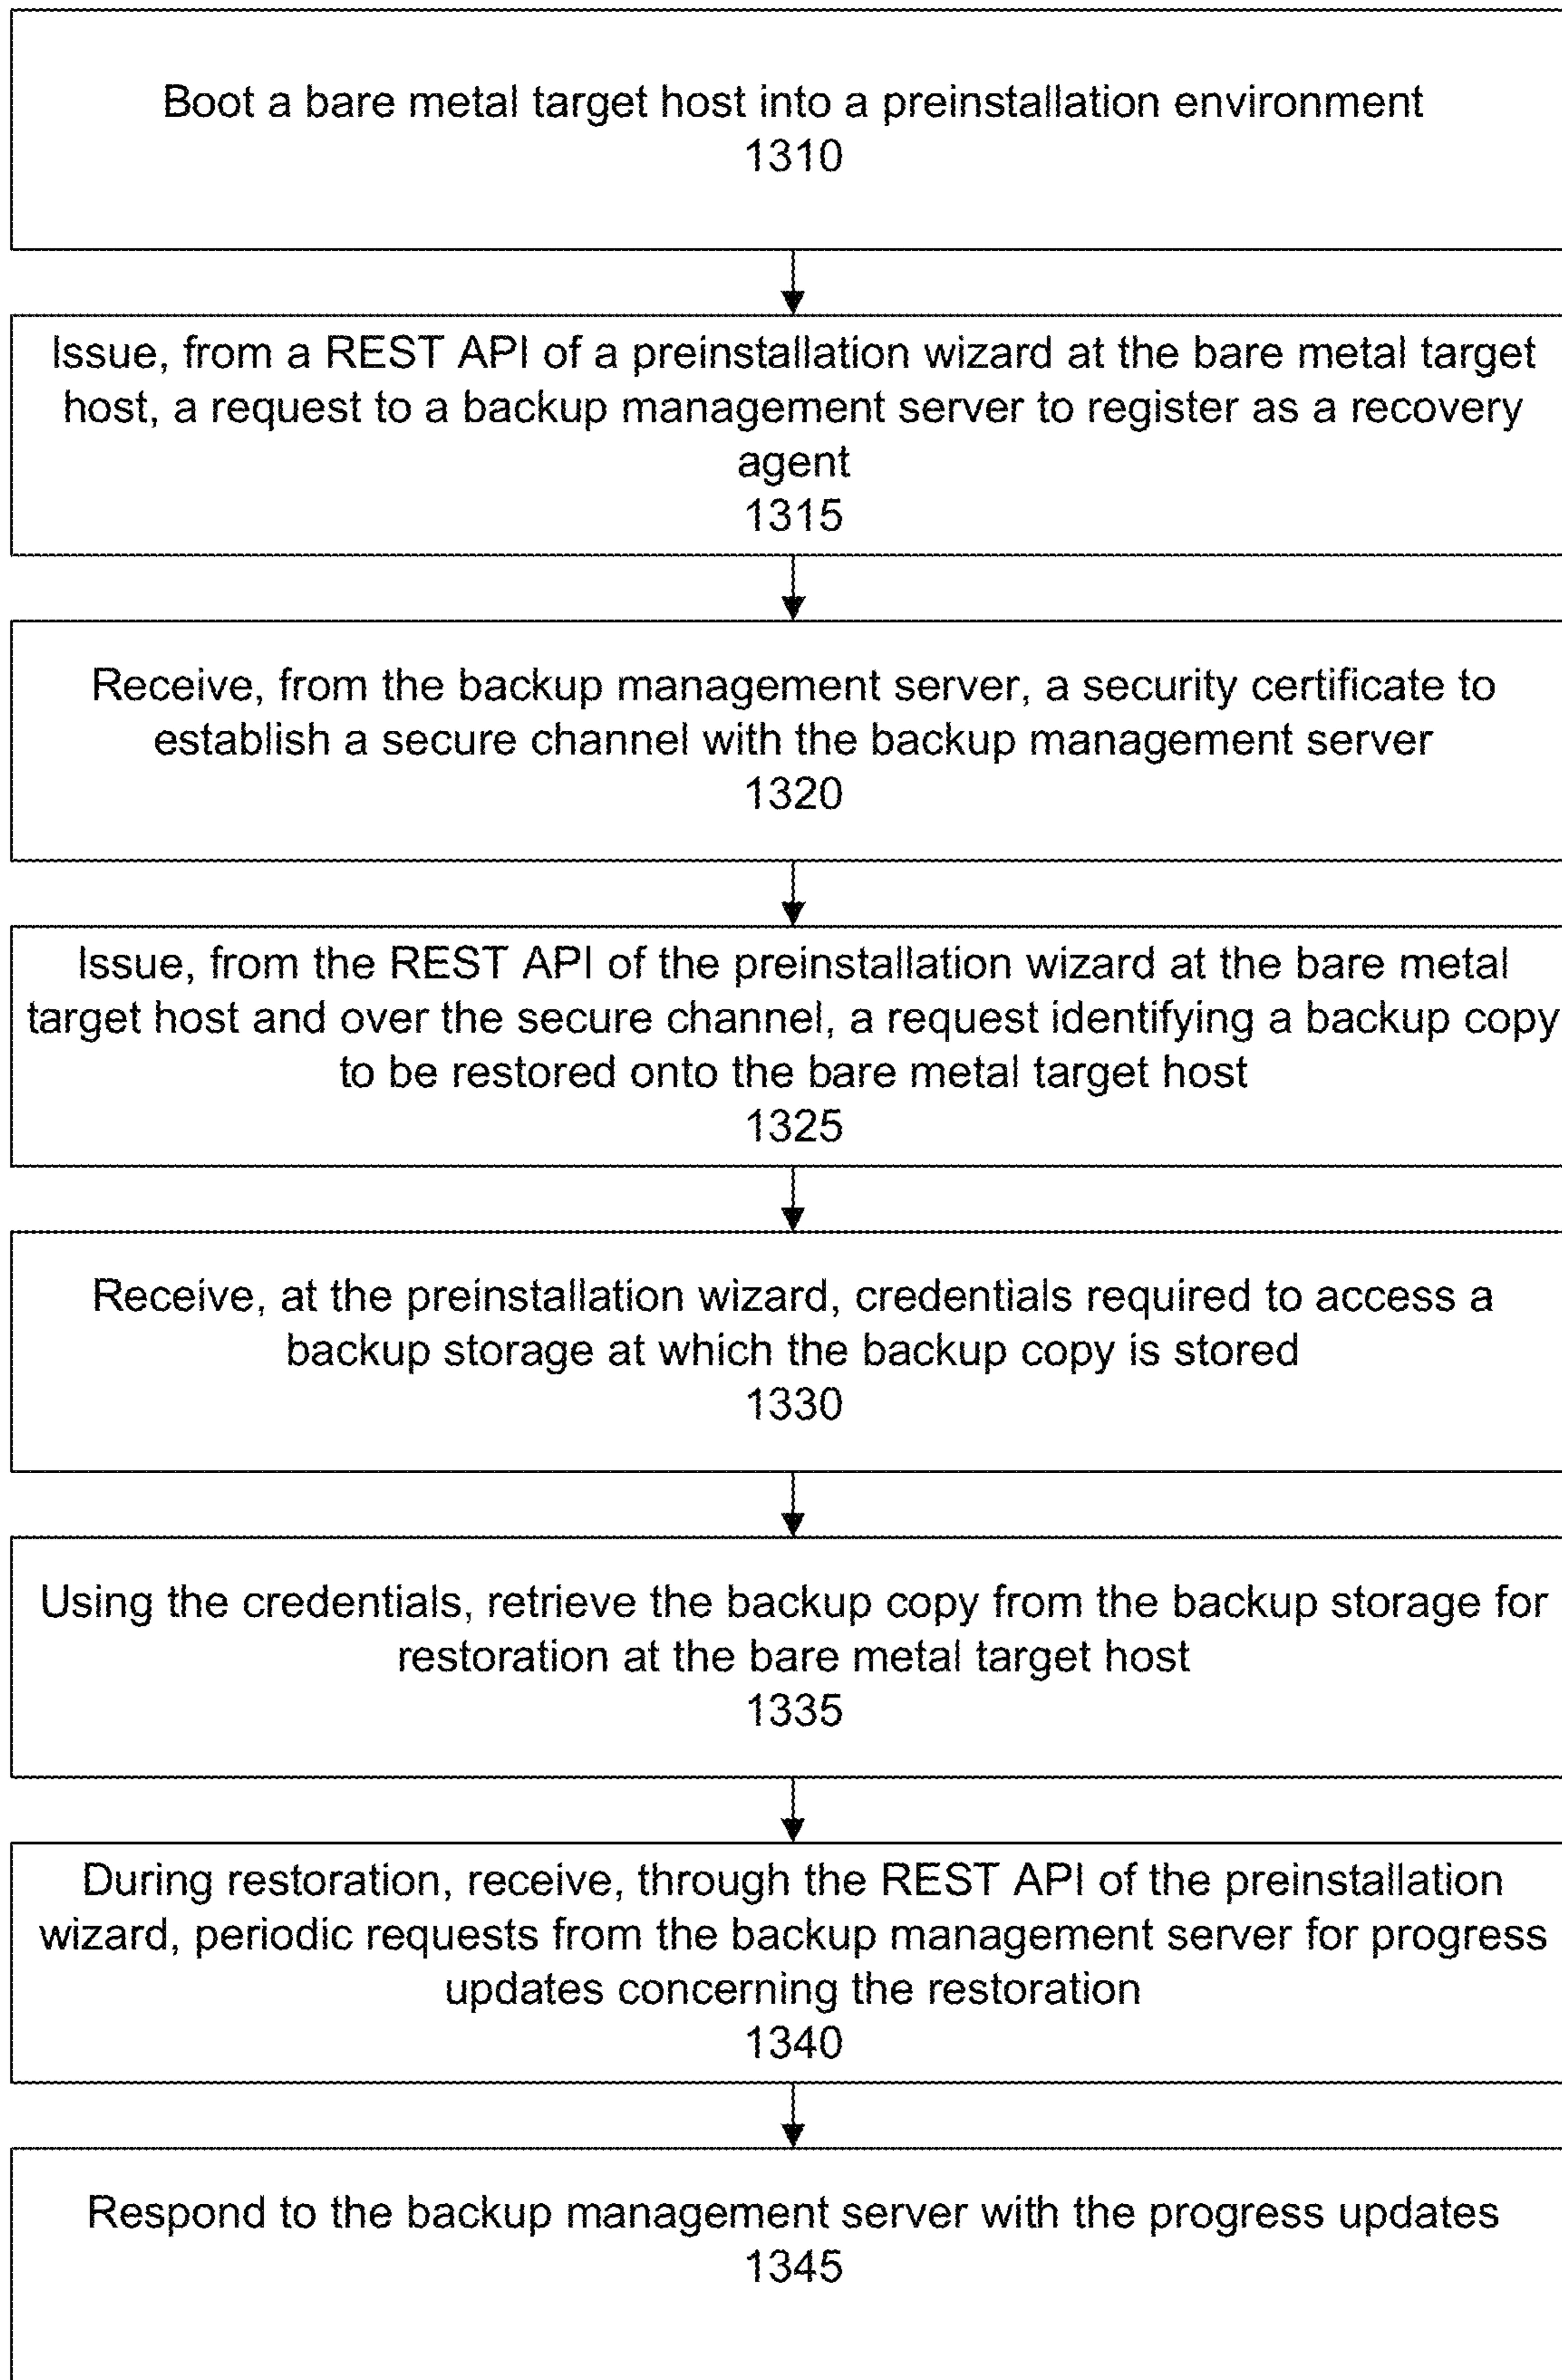 Boot a bare metal target host into a preinstallation environment
1310
Issue, from a REST API of a preinstallation wizard at the bare metal target
host, a request to a backup management server to register as a recovery
agent
1315
Receive, from the backup management server, a security certificate to
establish a secure channel with the backup management server
1320
Issue, from the REST API of the preinstallation wizard at the bare metal
target host and over the secure channel, a request identifying a backup copy
to be restored onto the bare metal target host
1325
Receive, at the preinstallation wizard, credentials required to access a
backup storage at which the backup copy is stored
1330
Using the credentials, retrieve the backup copy from the backup storage for
restoration at the bare metal target host
1335
During restoration, receive, through the REST API of the preinstallation
wizard, periodic requests from the backup management server for progress
updates concerning the restoration
1340
Respond to the backup management server with the progress updates
1345